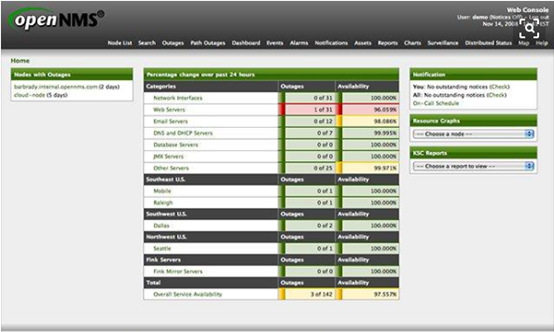 openNMS
Web Console
User: demo (Notices Off) - Log out
Nov 14, 2008 EST
Node List Search Outages Path Outages Dashboard Events Alarms Notifications Assets Reports Charts Surveillance Distributed Status Map Help
Home
Nodes with Outages
barbrady.internal.opennms.com (2 days)
cloud-node (5 days)
Percentage change over past 24 hours
Categories Outages Availability
Network Interfaces 0 of 31 100.000%
Web Servers 1 of 31 96.059%
Email Servers 0 of 12 98.086%
DNS and DHCP Servers 0 of 7 99.995%
Database Servers 0 of 0 100.000%
JMX Servers 0 of 0 100.000%
Other Servers 0 of 25 99.971%
Southeast U.S. Outages Availability
Mobile 0 of 1 100.000%
Raleigh 0 of 1 100.000%
Southwest U.S. Outages Availability
Dallas 0 of 2 100.000%
Northwest U.S. Outages Availability
Seattle 0 of 1 100.000%
Fink Servers Outages Availability
Fink Mirror Servers 0 of 0 100.000%
Total Outages Availability
Overall Service Availability 3 of 142 97.557%
Notification
You: No outstanding notices (Check)
All: No outstanding notices (Check)
On-Call Schedule
Resource Graphs
-- Choose a node --
KSC Reports
-- Choose a report to view --